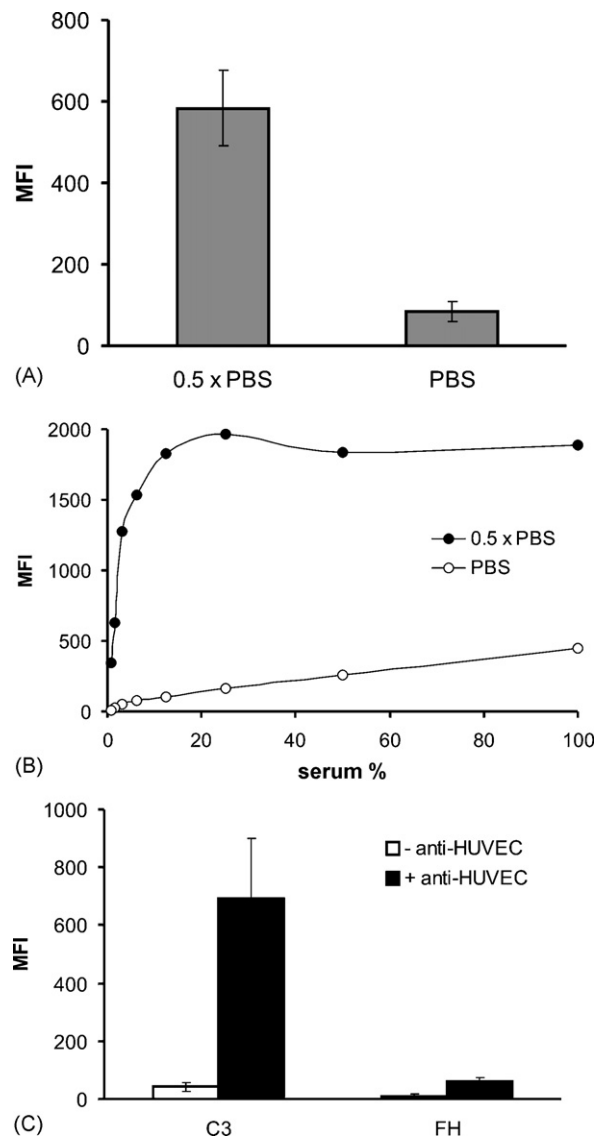 800
600
400
200
0
MFI
0.5 x PBS
PBS
(A)
2000
1500
1000
500
0
MFI
0.5 x PBS
PBS
0 20 40 60 80 100
serum %
(B)
1000
800
600
400
200
0
MFI
- anti-HUVEC
+ anti-HUVEC
C3
FH
(C)